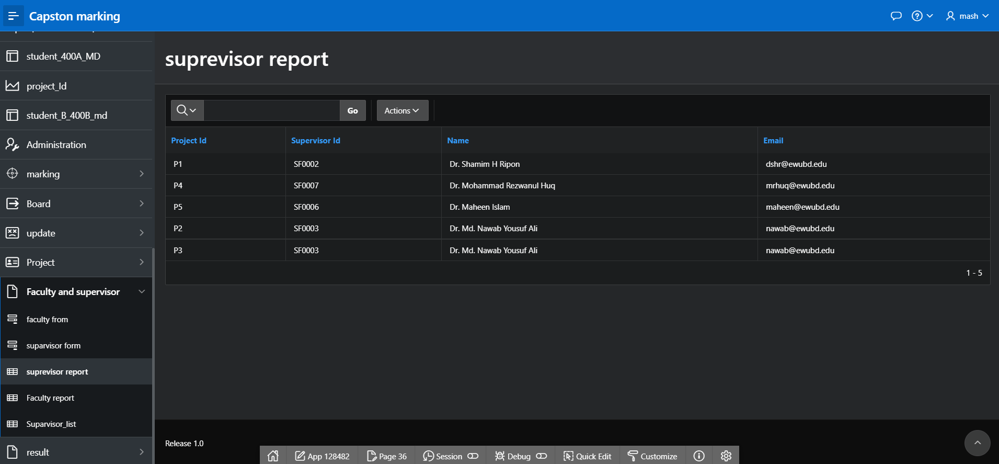 Capston marking
mash
student_400A_MD
project_Id
student_B_400B_md
Administration
marking
Board
update
Project
Faculty and supervisor
faculty from
suparvisor form
suprevisor report
Faculty report
Suparvisor_list
result
suprevisor report
Go
Actions
Project Id Supervisor Id Name Email
P1 SF0002 Dr. Shamim H Ripon dshr@ewubd.edu
P4 SF0007 Dr. Mohammad Rezwanul Huq mrhuq@ewubd.edu
P5 SF0006 Dr. Maheen Islam maheen@ewubd.edu
P2 SF0003 Dr. Md. Nawab Yousuf Ali nawab@ewubd.edu
P3 SF0003 Dr. Md. Nawab Yousuf Ali nawab@ewubd.edu
1 - 5
Release 1.0
App 128482 Page 36 Session Debug Quick Edit Customize